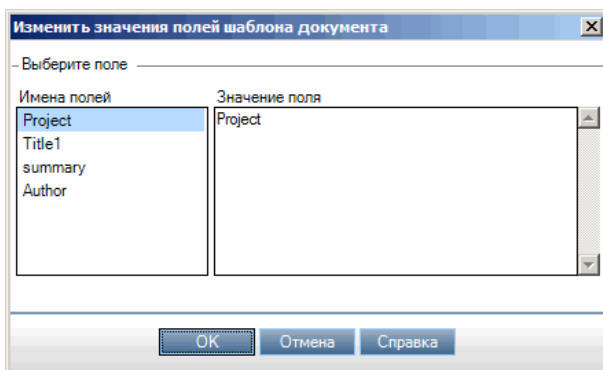 Изменить значения полей шаблона документа
Выберите поле
Имена полей
Значение поля
Project
Project
Title1
summary
Author
OK
Отмена
Справка